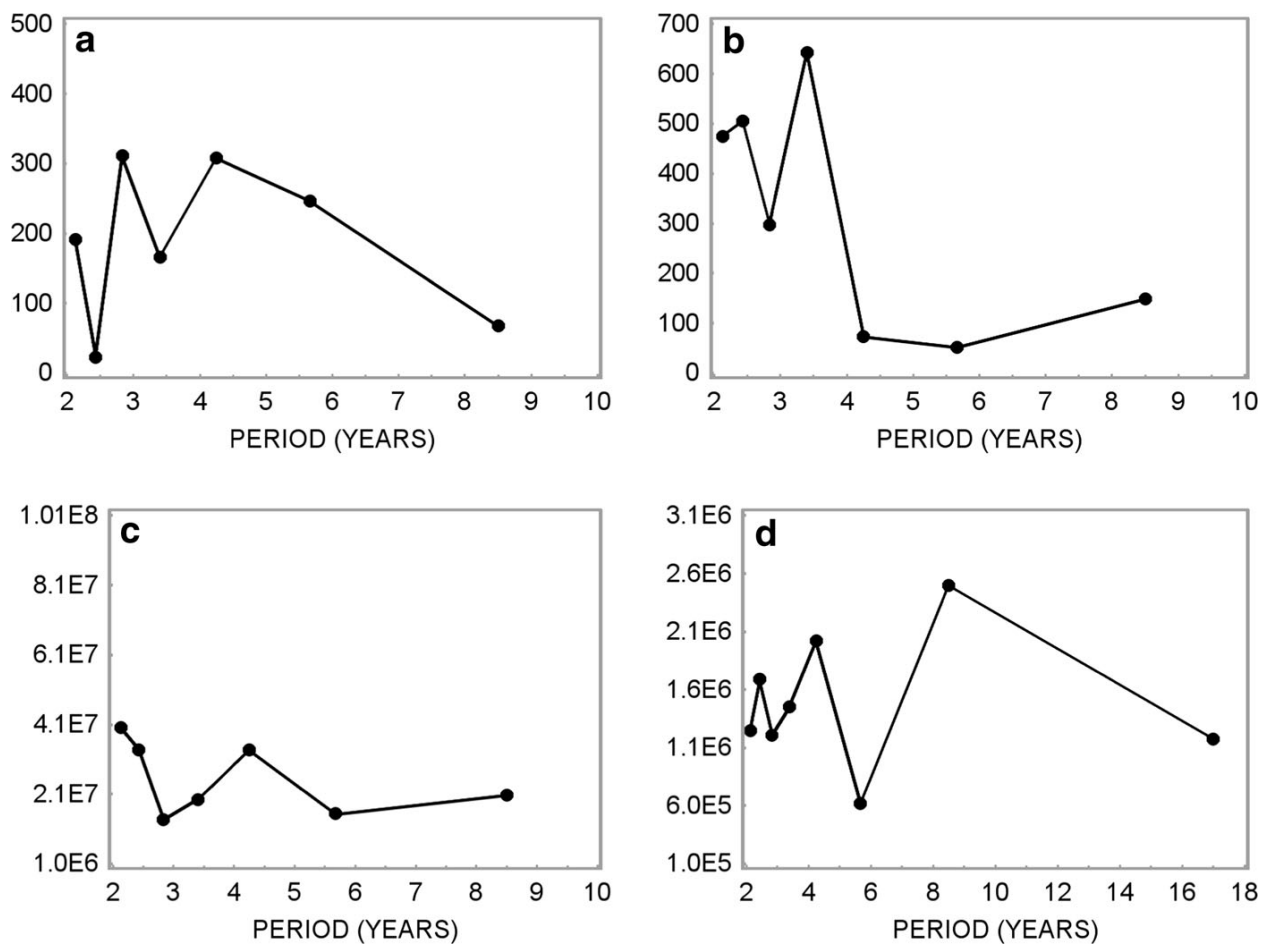 a
500
400
300
200
100
0
2 3 4 5 6 7 8 9 10
PERIOD (YEARS)
b
700
600
500
400
300
200
100
0
2 3 4 5 6 7 8 9 10
PERIOD (YEARS)
c
1.01E8
8.1E7
6.1E7
4.1E7
2.1E7
1.0E6
2 3 4 5 6 7 8 9 10
PERIOD (YEARS)
d
3.1E6
2.6E6
2.1E6
1.6E6
1.1E6
6.0E5
1.0E5
2 4 6 8 10 12 14 16 18
PERIOD (YEARS)